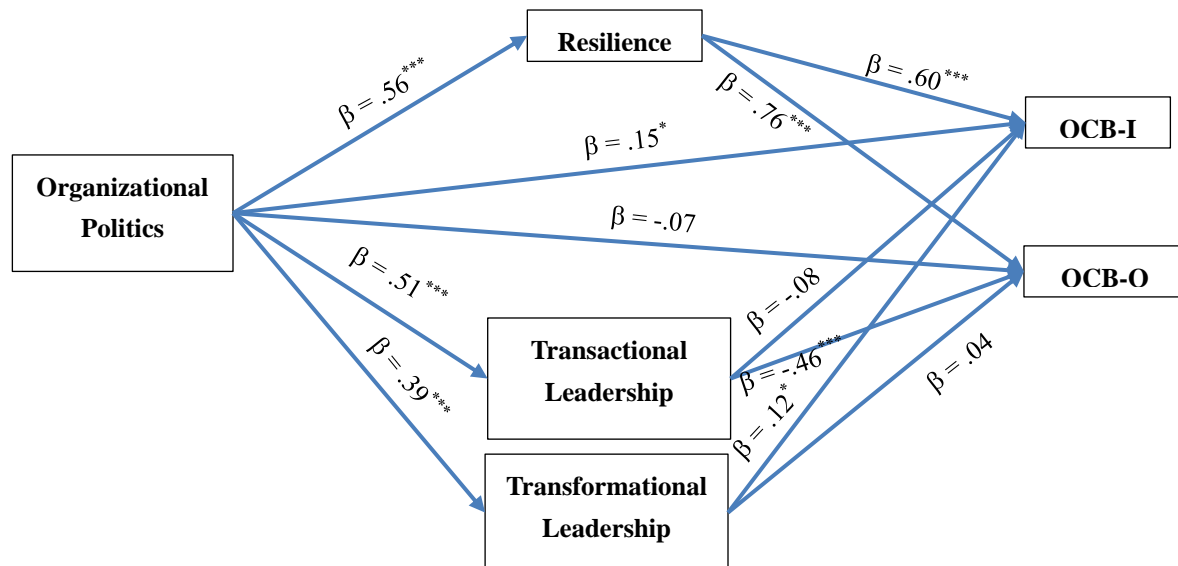 Resilience
β = .56***
β = .60***
β = .76***
OCB-I
β = .15*
Organizational
Politics
β = -.07
OCB-O
β = .51***
β = -.08
Transactional
Leadership
β = -.46***
β = .04
β = .39***
β = .12*
Transformational
Leadership